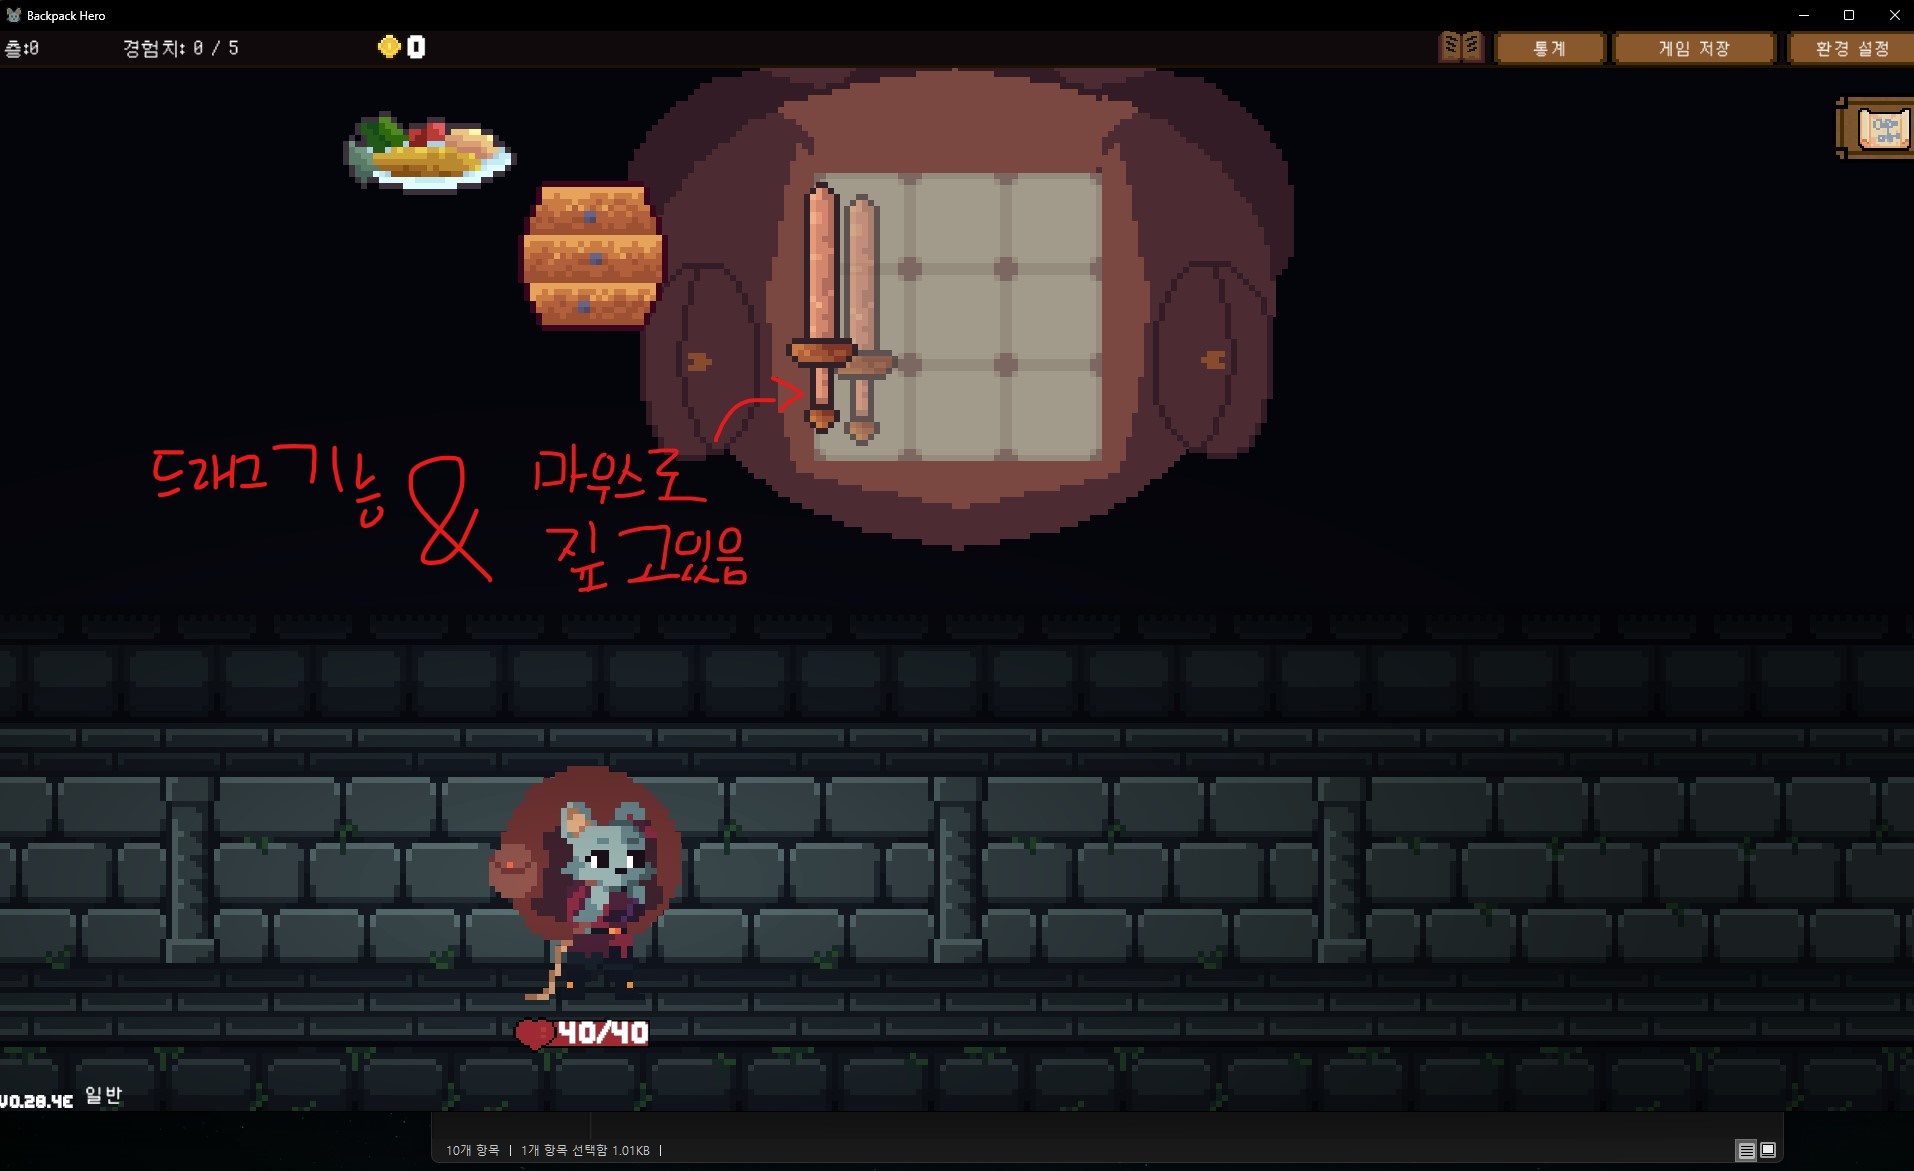 Backpack Hero
층:0 경험치: 0 / 5 0 통계 게임 저장 환경 설정
드래그 기능 & 마우스로
짚고있음
40/40
V0.28.4E 일반
10개 항목 | 1개 항목 선택함 1.01KB |